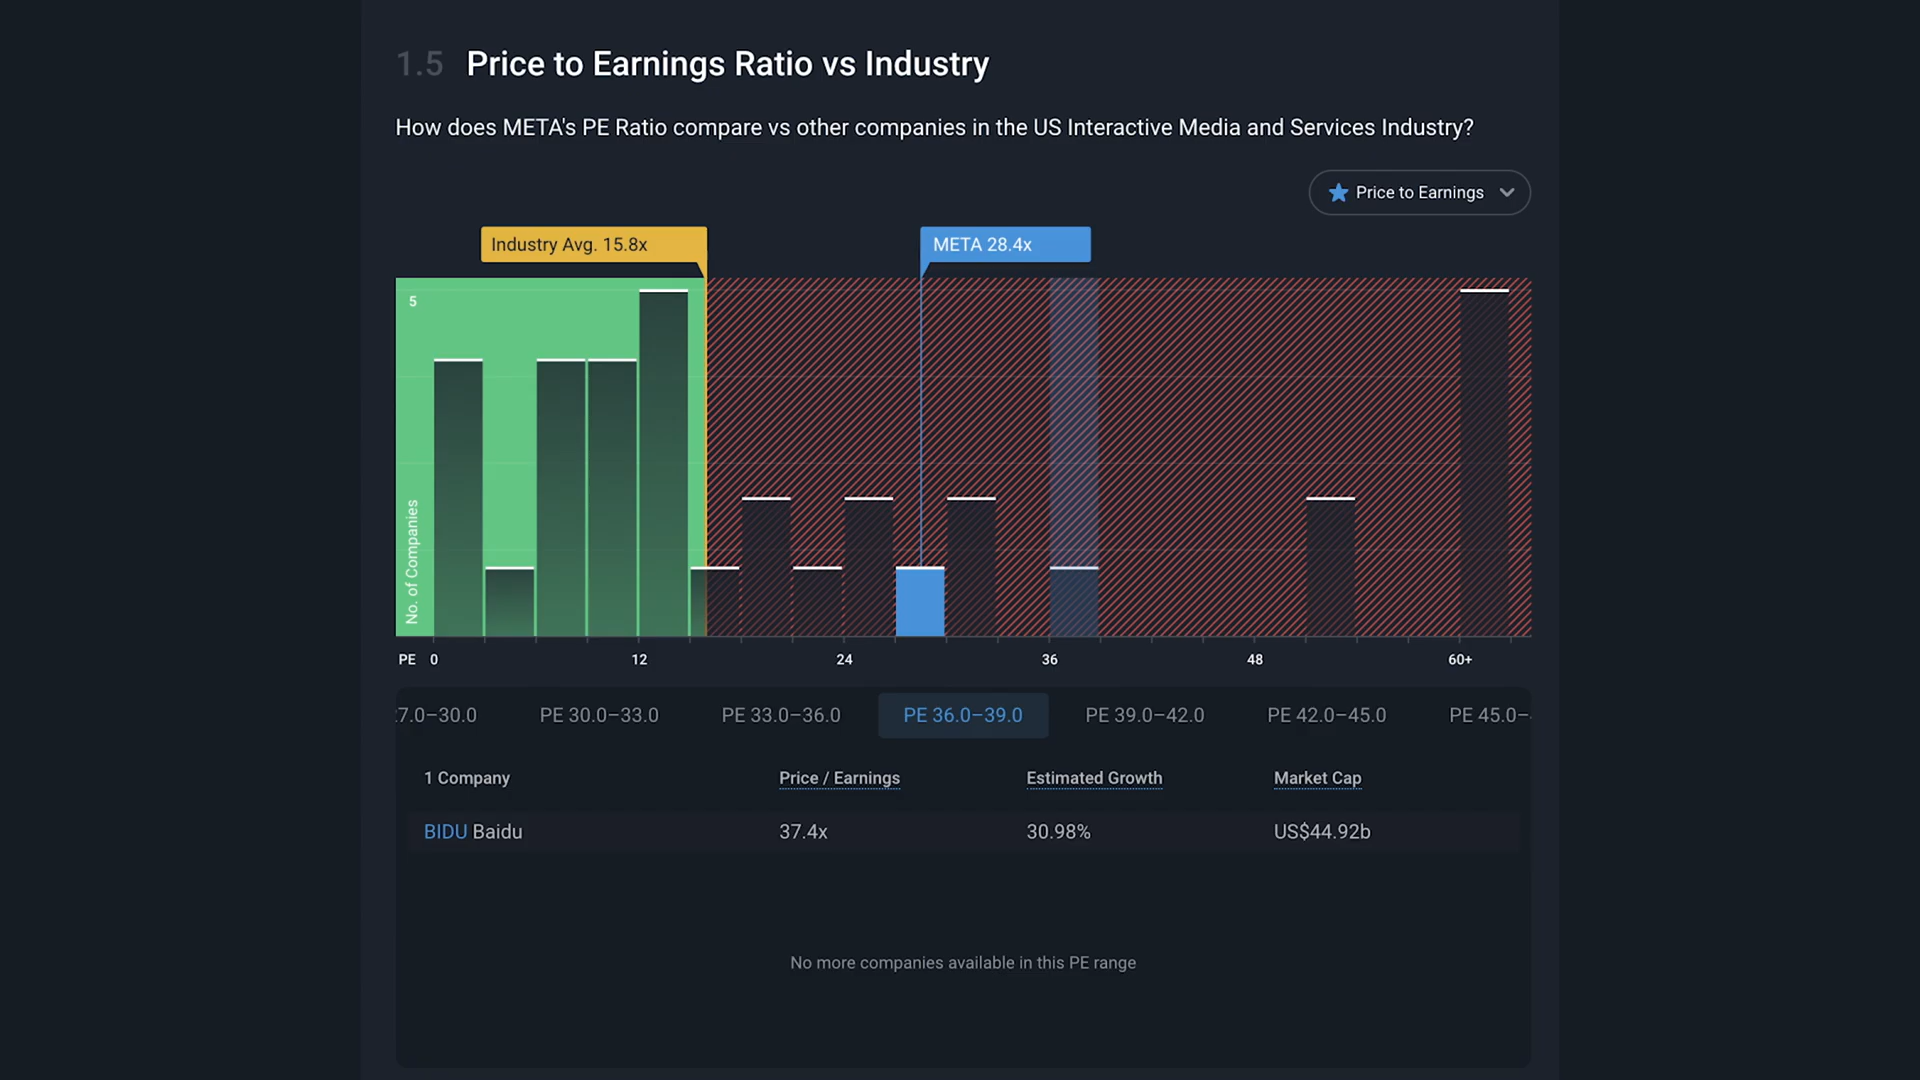 1.5 Price to Earnings Ratio vs Industry
How does META's PE Ratio compare vs other companies in the US Interactive Media and Services Industry?
Price to Earnings
Industry Avg. 15.8x
META 28.4x
5
No. of Companies
PE 0 12 24 36 48 60+
7.0–30.0 PE 30.0–33.0 PE 33.0–36.0 PE 36.0–39.0 PE 39.0–42.0 PE 42.0–45.0 PE 45.0–
1 Company Price / Earnings Estimated Growth Market Cap
BIDU Baidu 37.4x 30.98% US$44.92b
No more companies available in this PE range